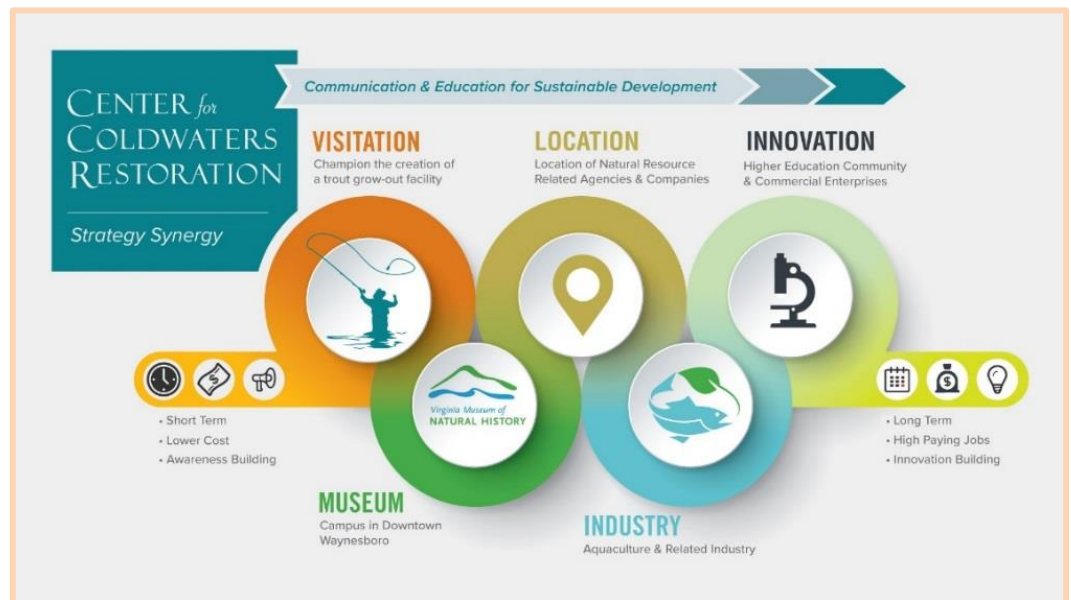 CENTER for
COLDWATERS
RESTORATION
Strategy Synergy
Communication & Education for Sustainable Development
VISITATION
Champion the creation of
a trout grow-out facility
LOCATION
Location of Natural Resource
Related Agencies & Companies
INNOVATION
Higher Education Community
& Commercial Enterprises
Virginia Museum of
NATURAL HISTORY
$
$
• Short Term
• Lower Cost
• Awareness Building
• Long Term
• High Paying Jobs
• Innovation Building
MUSEUM
Campus in Downtown
Waynesboro
INDUSTRY
Aquaculture & Related Industry